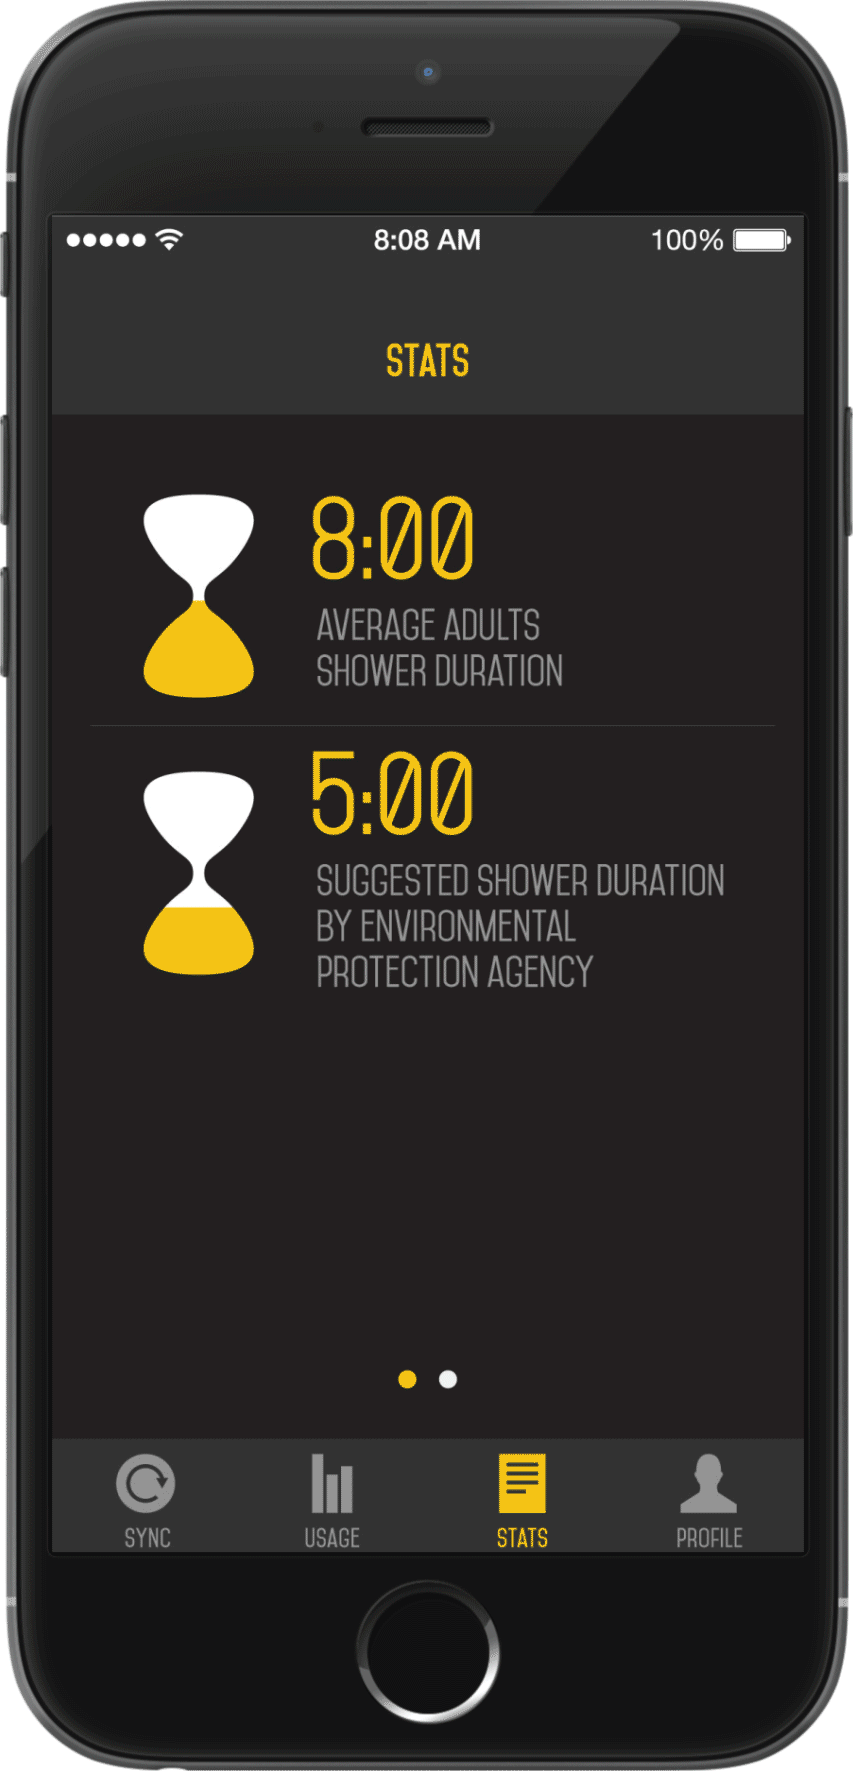 8:08 AM
100%
STATS
8:00
AVERAGE ADULTS
SHOWER DURATION
5:00
SUGGESTED SHOWER DURATION
BY ENVIRONMENTAL
PROTECTION AGENCY
SYNC
USAGE
STATS
PROFILE